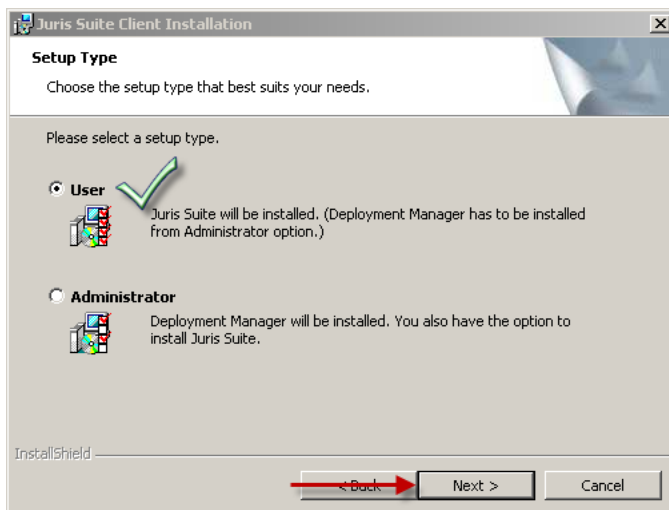 Juris Suite Client Installation
Setup Type
Choose the setup type that best suits your needs.
Please select a setup type.
User
Juris Suite will be installed. (Deployment Manager has to be installed
from Administrator option.)
Administrator
Deployment Manager will be installed. You also have the option to
install Juris Suite.
InstallShield
< Back
Next >
Cancel